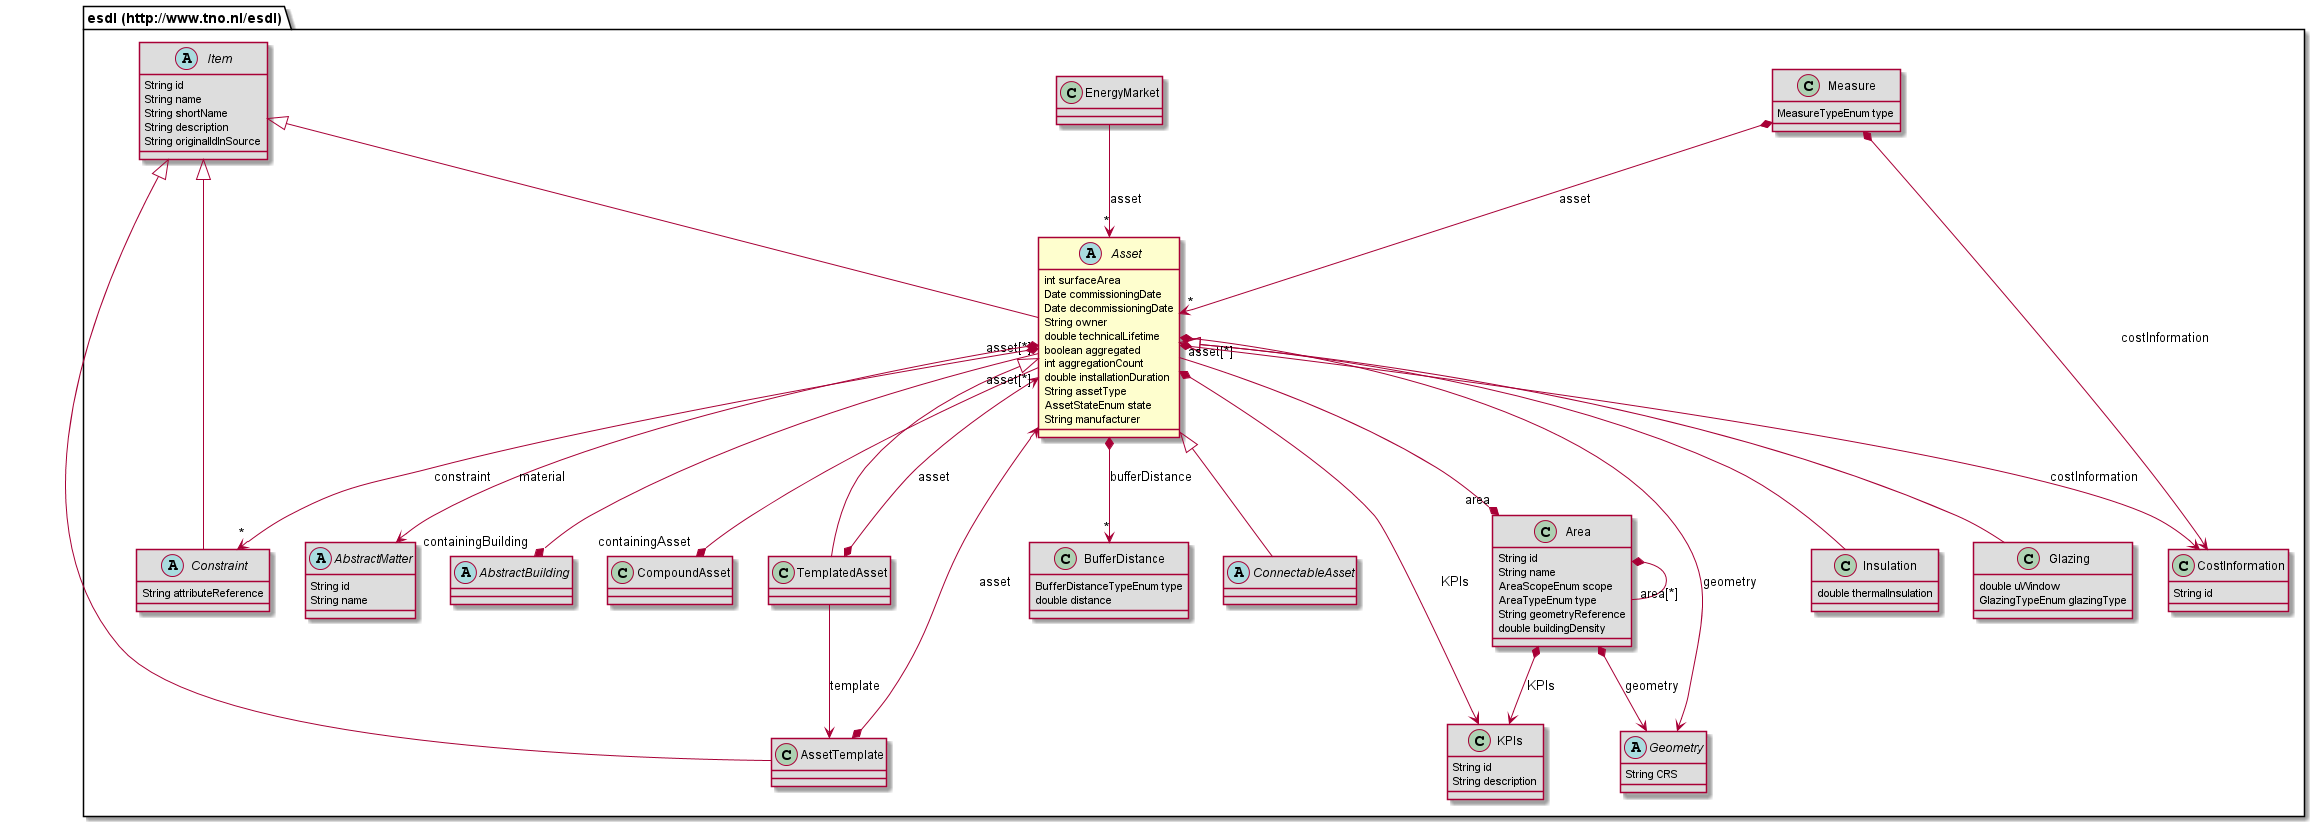 esdl (http://www.tno.nl/esdl)
A Item
String id
String name
String shortName
String description
String originalIdInSource
C EnergyMarket
C Measure
MeasureTypeEnum type
asset
*
asset
*
costInformation
A Asset
int surfaceArea
Date commissioningDate
Date decommissioningDate
String owner
double technicalLifetime
boolean aggregated
int aggregationCount
double installationDuration
String assetType
AssetStateEnum state
String manufacturer
asset[*]
asset[*]
asset[*]
constraint
*
material
containingBuilding
containingAsset
asset
bufferDistance
*
area
costInformation
A Constraint
String attributeReference
A AbstractMatter
String id
String name
A AbstractBuilding
C CompoundAsset
C TemplatedAsset
C BufferDistance
BufferDistanceTypeEnum type
double distance
A ConnectableAsset
C Area
String id
String name
AreaScopeEnum scope
AreaTypeEnum type
String geometryReference
double buildingDensity
area[*]
C Insulation
double thermalInsulation
C Glazing
double uWindow
GlazingTypeEnum glazingType
C CostInformation
String id
asset
KPIs
geometry
template
KPIs
geometry
C AssetTemplate
C KPIs
String id
String description
A Geometry
String CRS